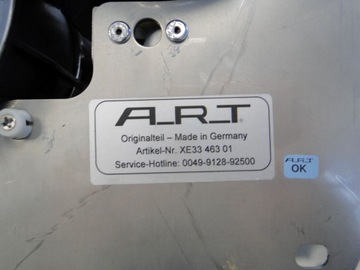 A_R_T®
Originalteil – Made in Germany
Artikel-Nr. XE33 463 01
Service-Hotline: 0049-9128-92500
A_R_T
OK